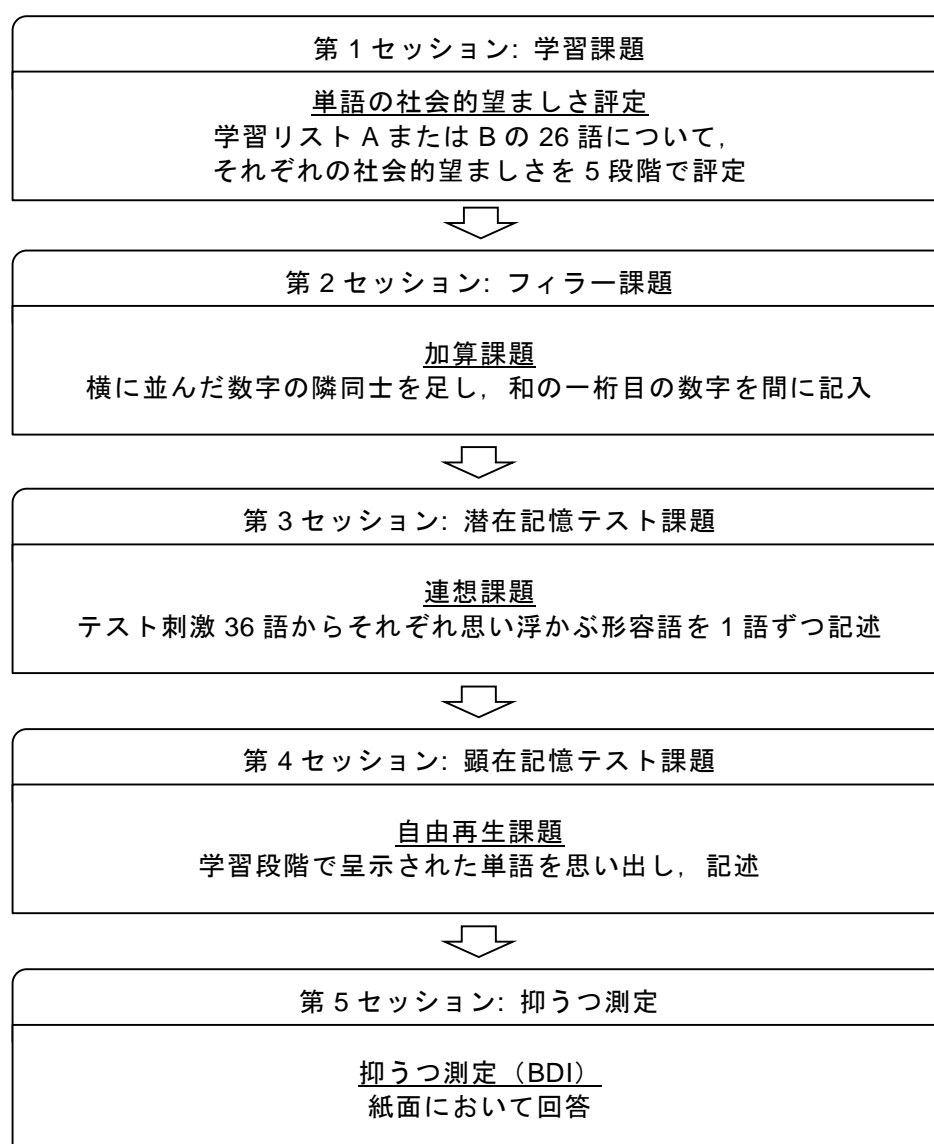 第 1 セッション: 学習課題
単語の社会的望ましさ評定
学習リスト A または B の 26 語について,
それぞれの社会的望ましさを 5 段階で評定
第 2 セッション: フィラー課題
加算課題
横に並んだ数字の隣同士を足し, 和の一桁目の数字を間に記入
第 3 セッション: 潜在記憶テスト課題
連想課題
テスト刺激 36 語からそれぞれ思い浮かぶ形容語を 1 語ずつ記述
第 4 セッション: 顕在記憶テスト課題
自由再生課題
学習段階で呈示された単語を思い出し, 記述
第 5 セッション: 抑うつ測定
抑うつ測定（BDI）
紙面において回答